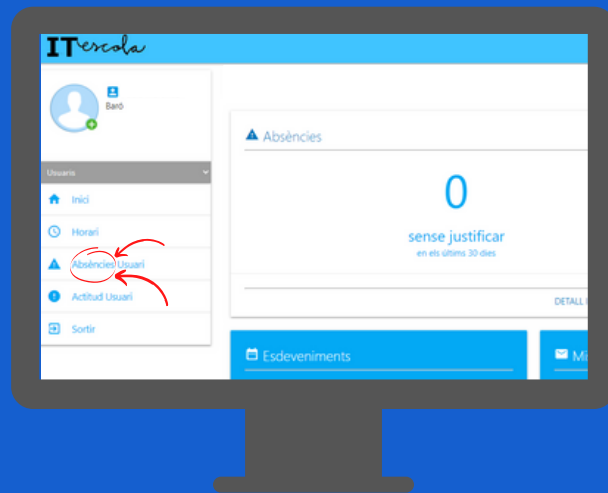 ITescola
Baró
Usuaris
Inici
Horari
Absències Usuari
Actitud Usuari
Sortir
Absències
0
sense justificar
en els últims 30 dies
DETALL
Esdeveniments
Mi